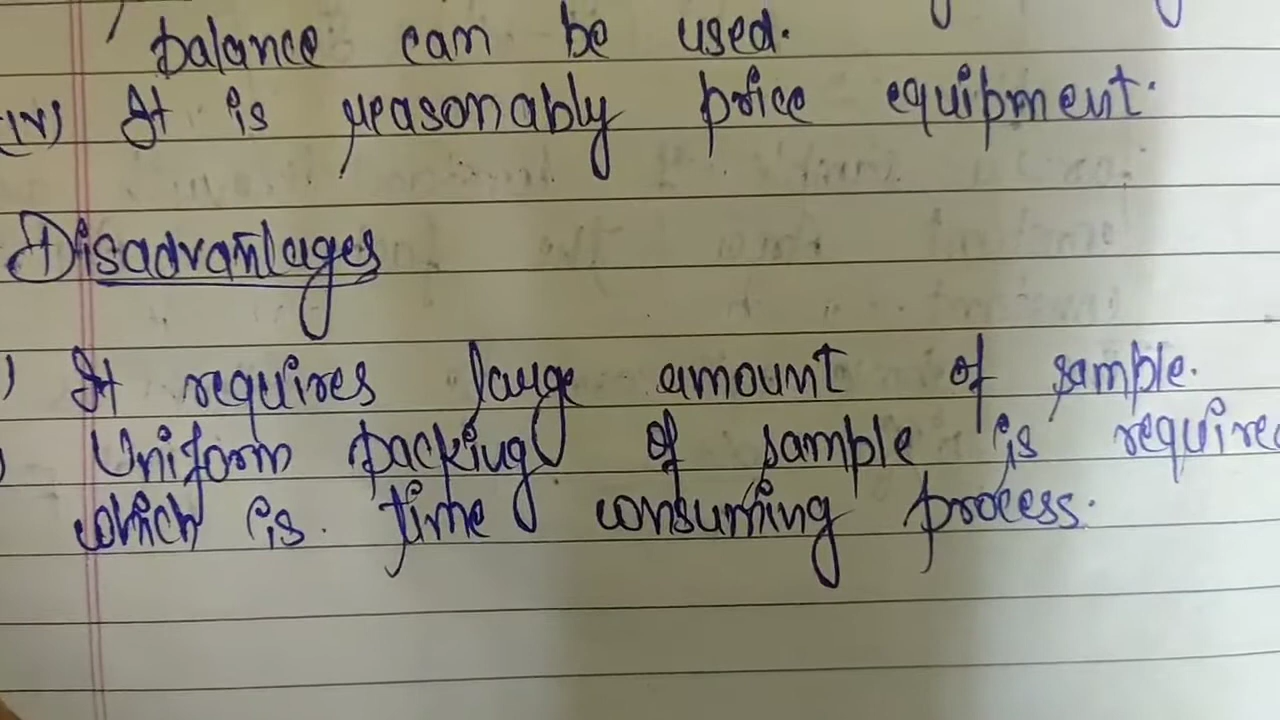 balance can be used.
(iv) It is reasonably price equipment.
Disadvantages
) It requires large amount of sample.
) Uniform packing of sample is require
which is time consuming process.